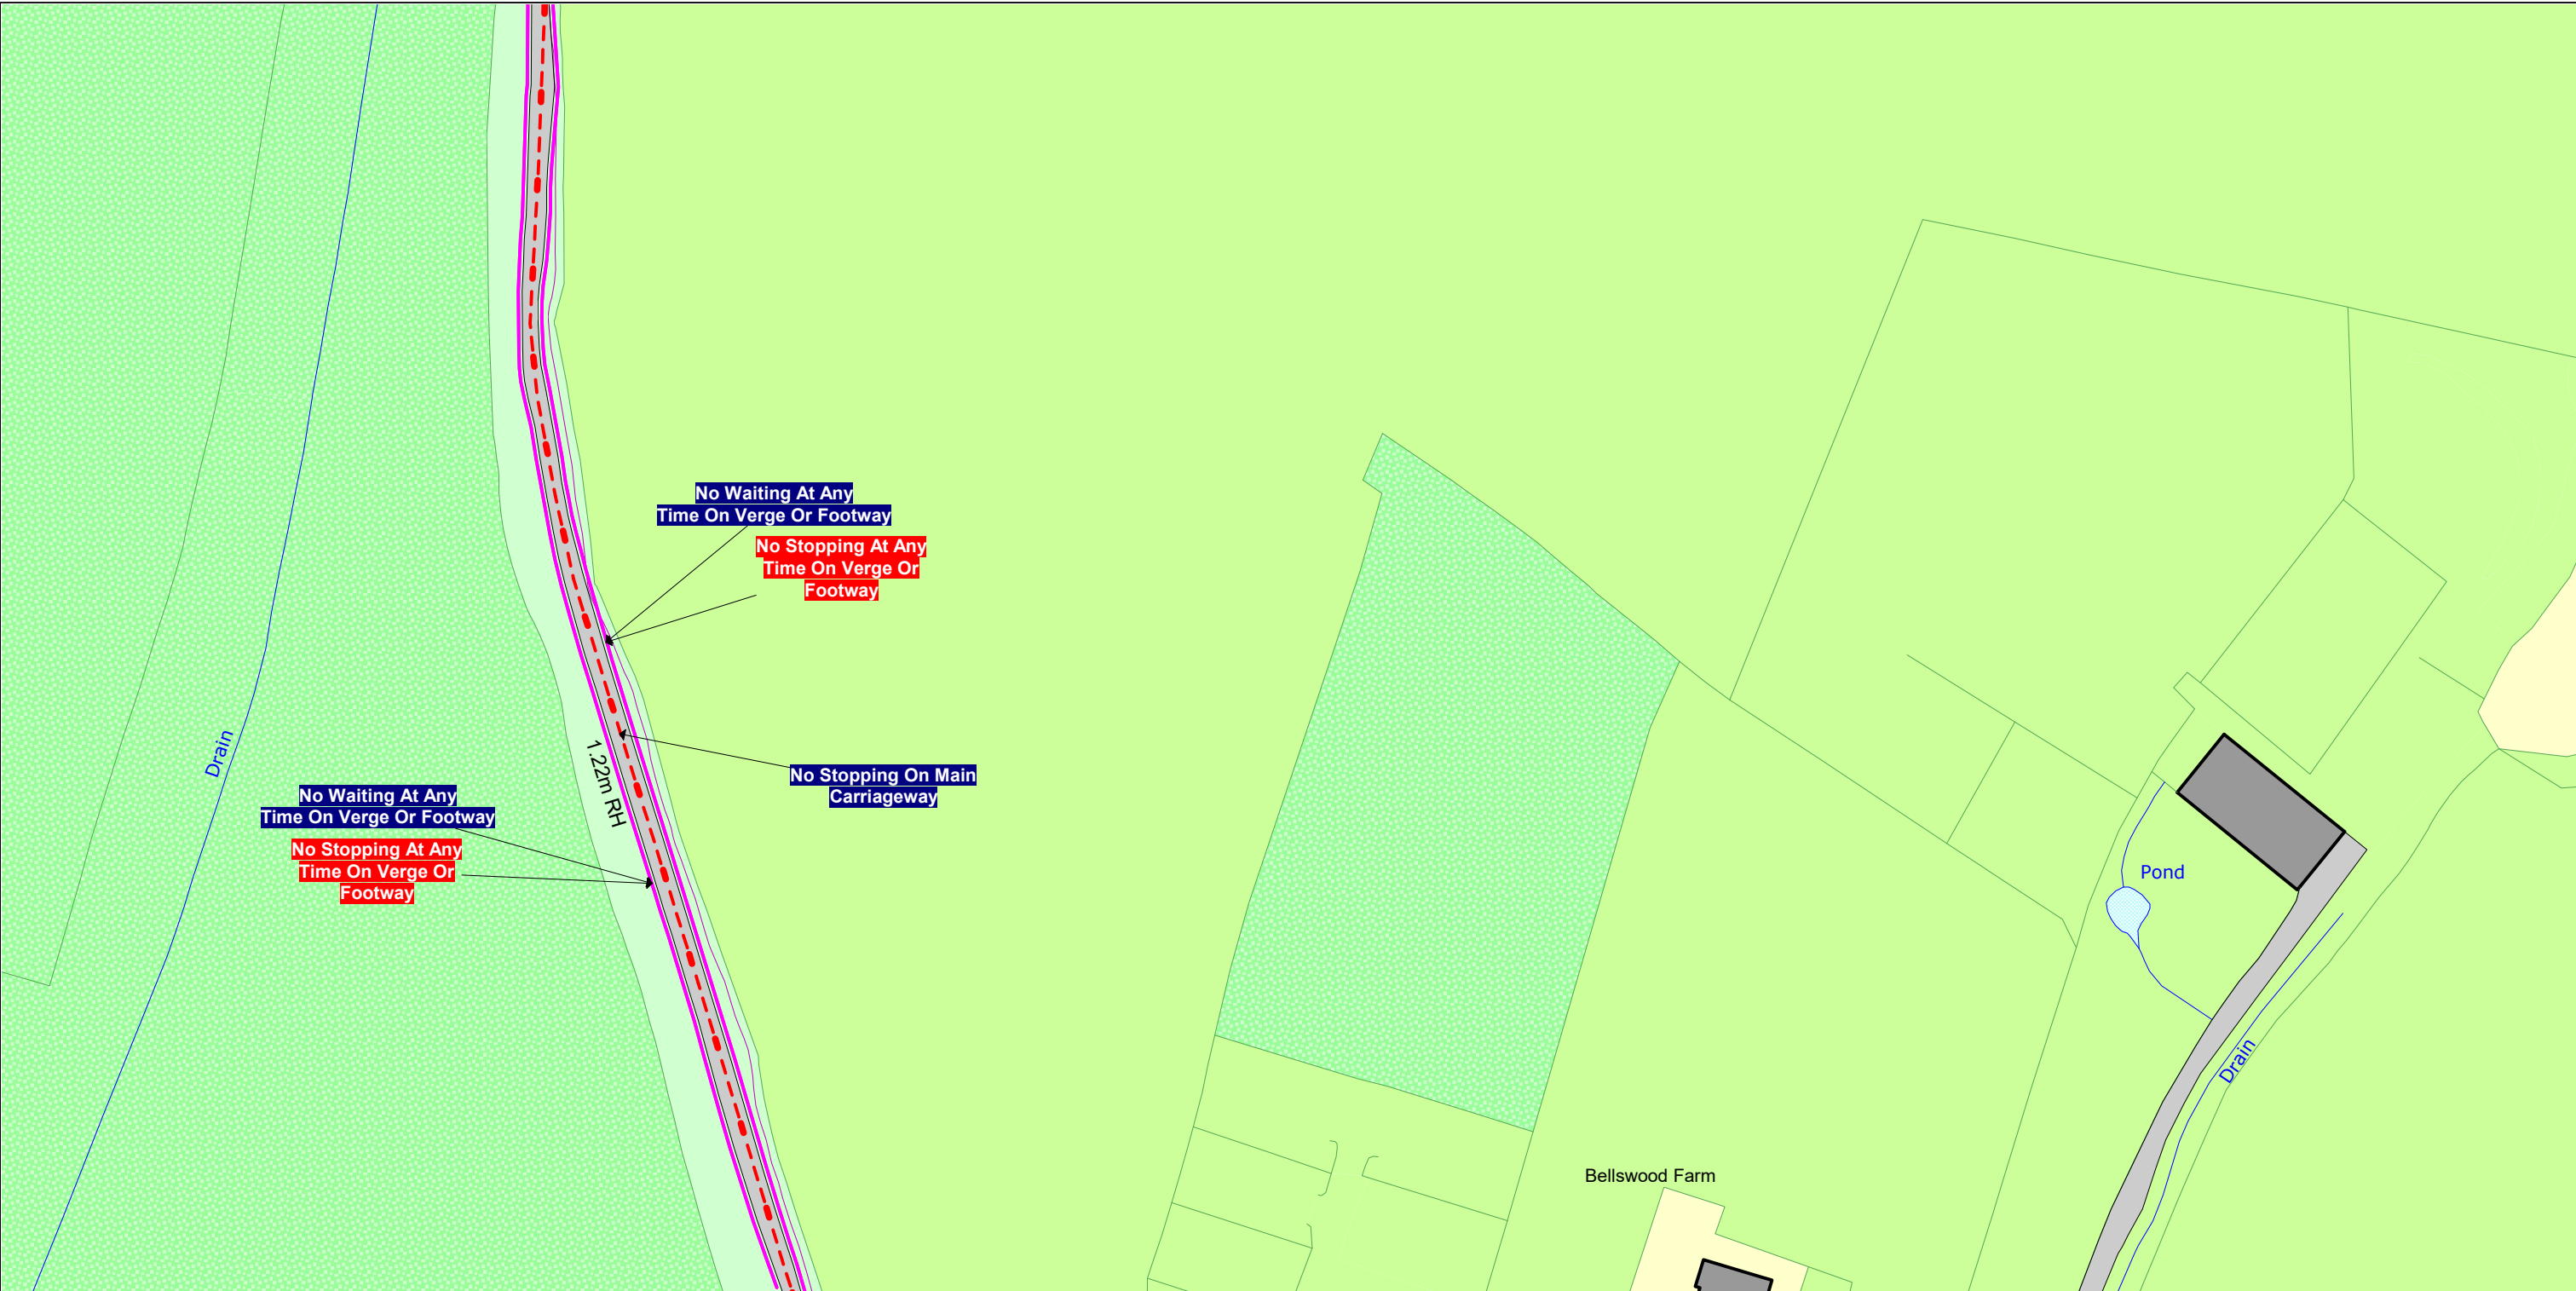 No Waiting At Any
Time On Verge Or Footway
No Stopping At Any
Time On Verge Or
Footway
Drain
1.22m RH
No Stopping On Main
Carriageway
No Waiting At Any
Time On Verge Or Footway
No Stopping At Any
Time On Verge Or
Footway
Pond
Drain
Bellswood Farm